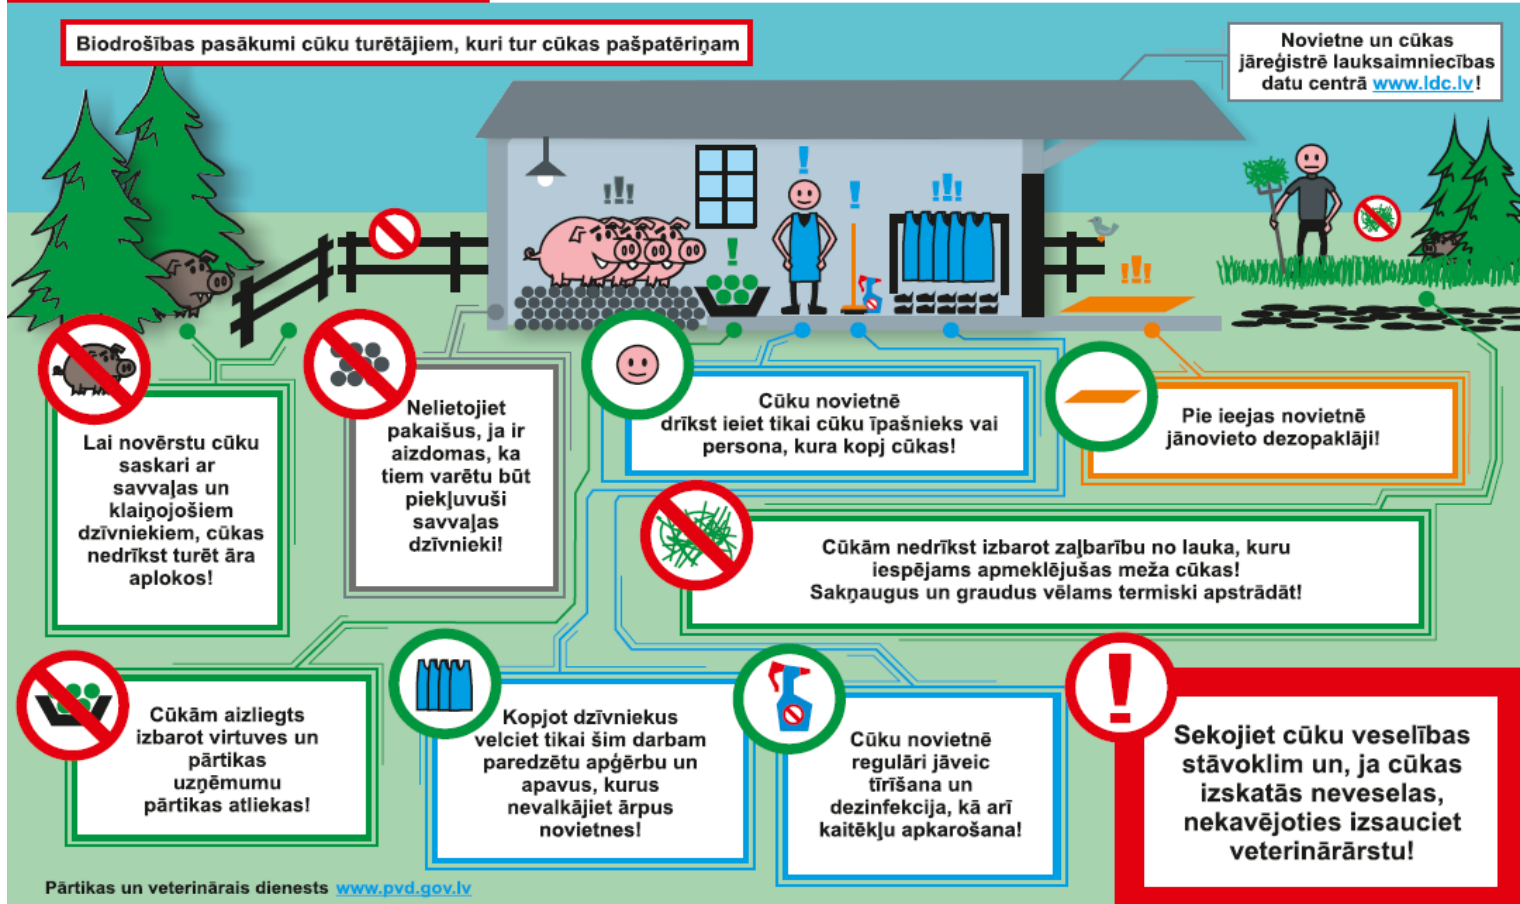 Biodrošības pasākumi cūku turētājiem, kuri tur cūkas pašpatēriņam
Novietne un cūkas
jāreģistrē lauksaimniecības
datu centrā www.ldc.lv!
Lai novērstu cūku
saskari ar
savvaļas un
klaiņojošiem
dzīvniekiem, cūkas
nedrīkst turēt āra
aplokos!
Nelietojiet
pakaišus, ja ir
aizdomas, ka
tiem varētu būt
piekļuvuši
savvaļas
dzīvnieki!
Cūku novietnē
drīkst ieiet tikai cūku īpašnieks vai
persona, kura kopj cūkas!
Pie ieejas novietnē
jānovieto dezopaklāji!
Cūkām nedrīkst izbarot zaļbarību no lauka, kuru
iespējams apmeklējušas meža cūkas!
Sakņaugus un graudus vēlams termiski apstrādāt!
Cūkām aizliegts
izbarot virtuves un
pārtikas
uzņēmumu
pārtikas atliekas!
Kopjot dzīvniekus
velciet tikai šim darbam
paredzētu apģērbu un
apavus, kurus
nevalkājiet ārpus
novietnes!
Cūku novietnē
regulāri jāveic
tīrīšana un
dezinfekcija, kā arī
kaitēkļu apkarošana!
Sekojiet cūku veselības
stāvoklim un, ja cūkas
izskatās neveselas,
nekavējoties izsauciet
veterinārārstu!
Pārtikas un veterinārais dienests www.pvd.gov.lv